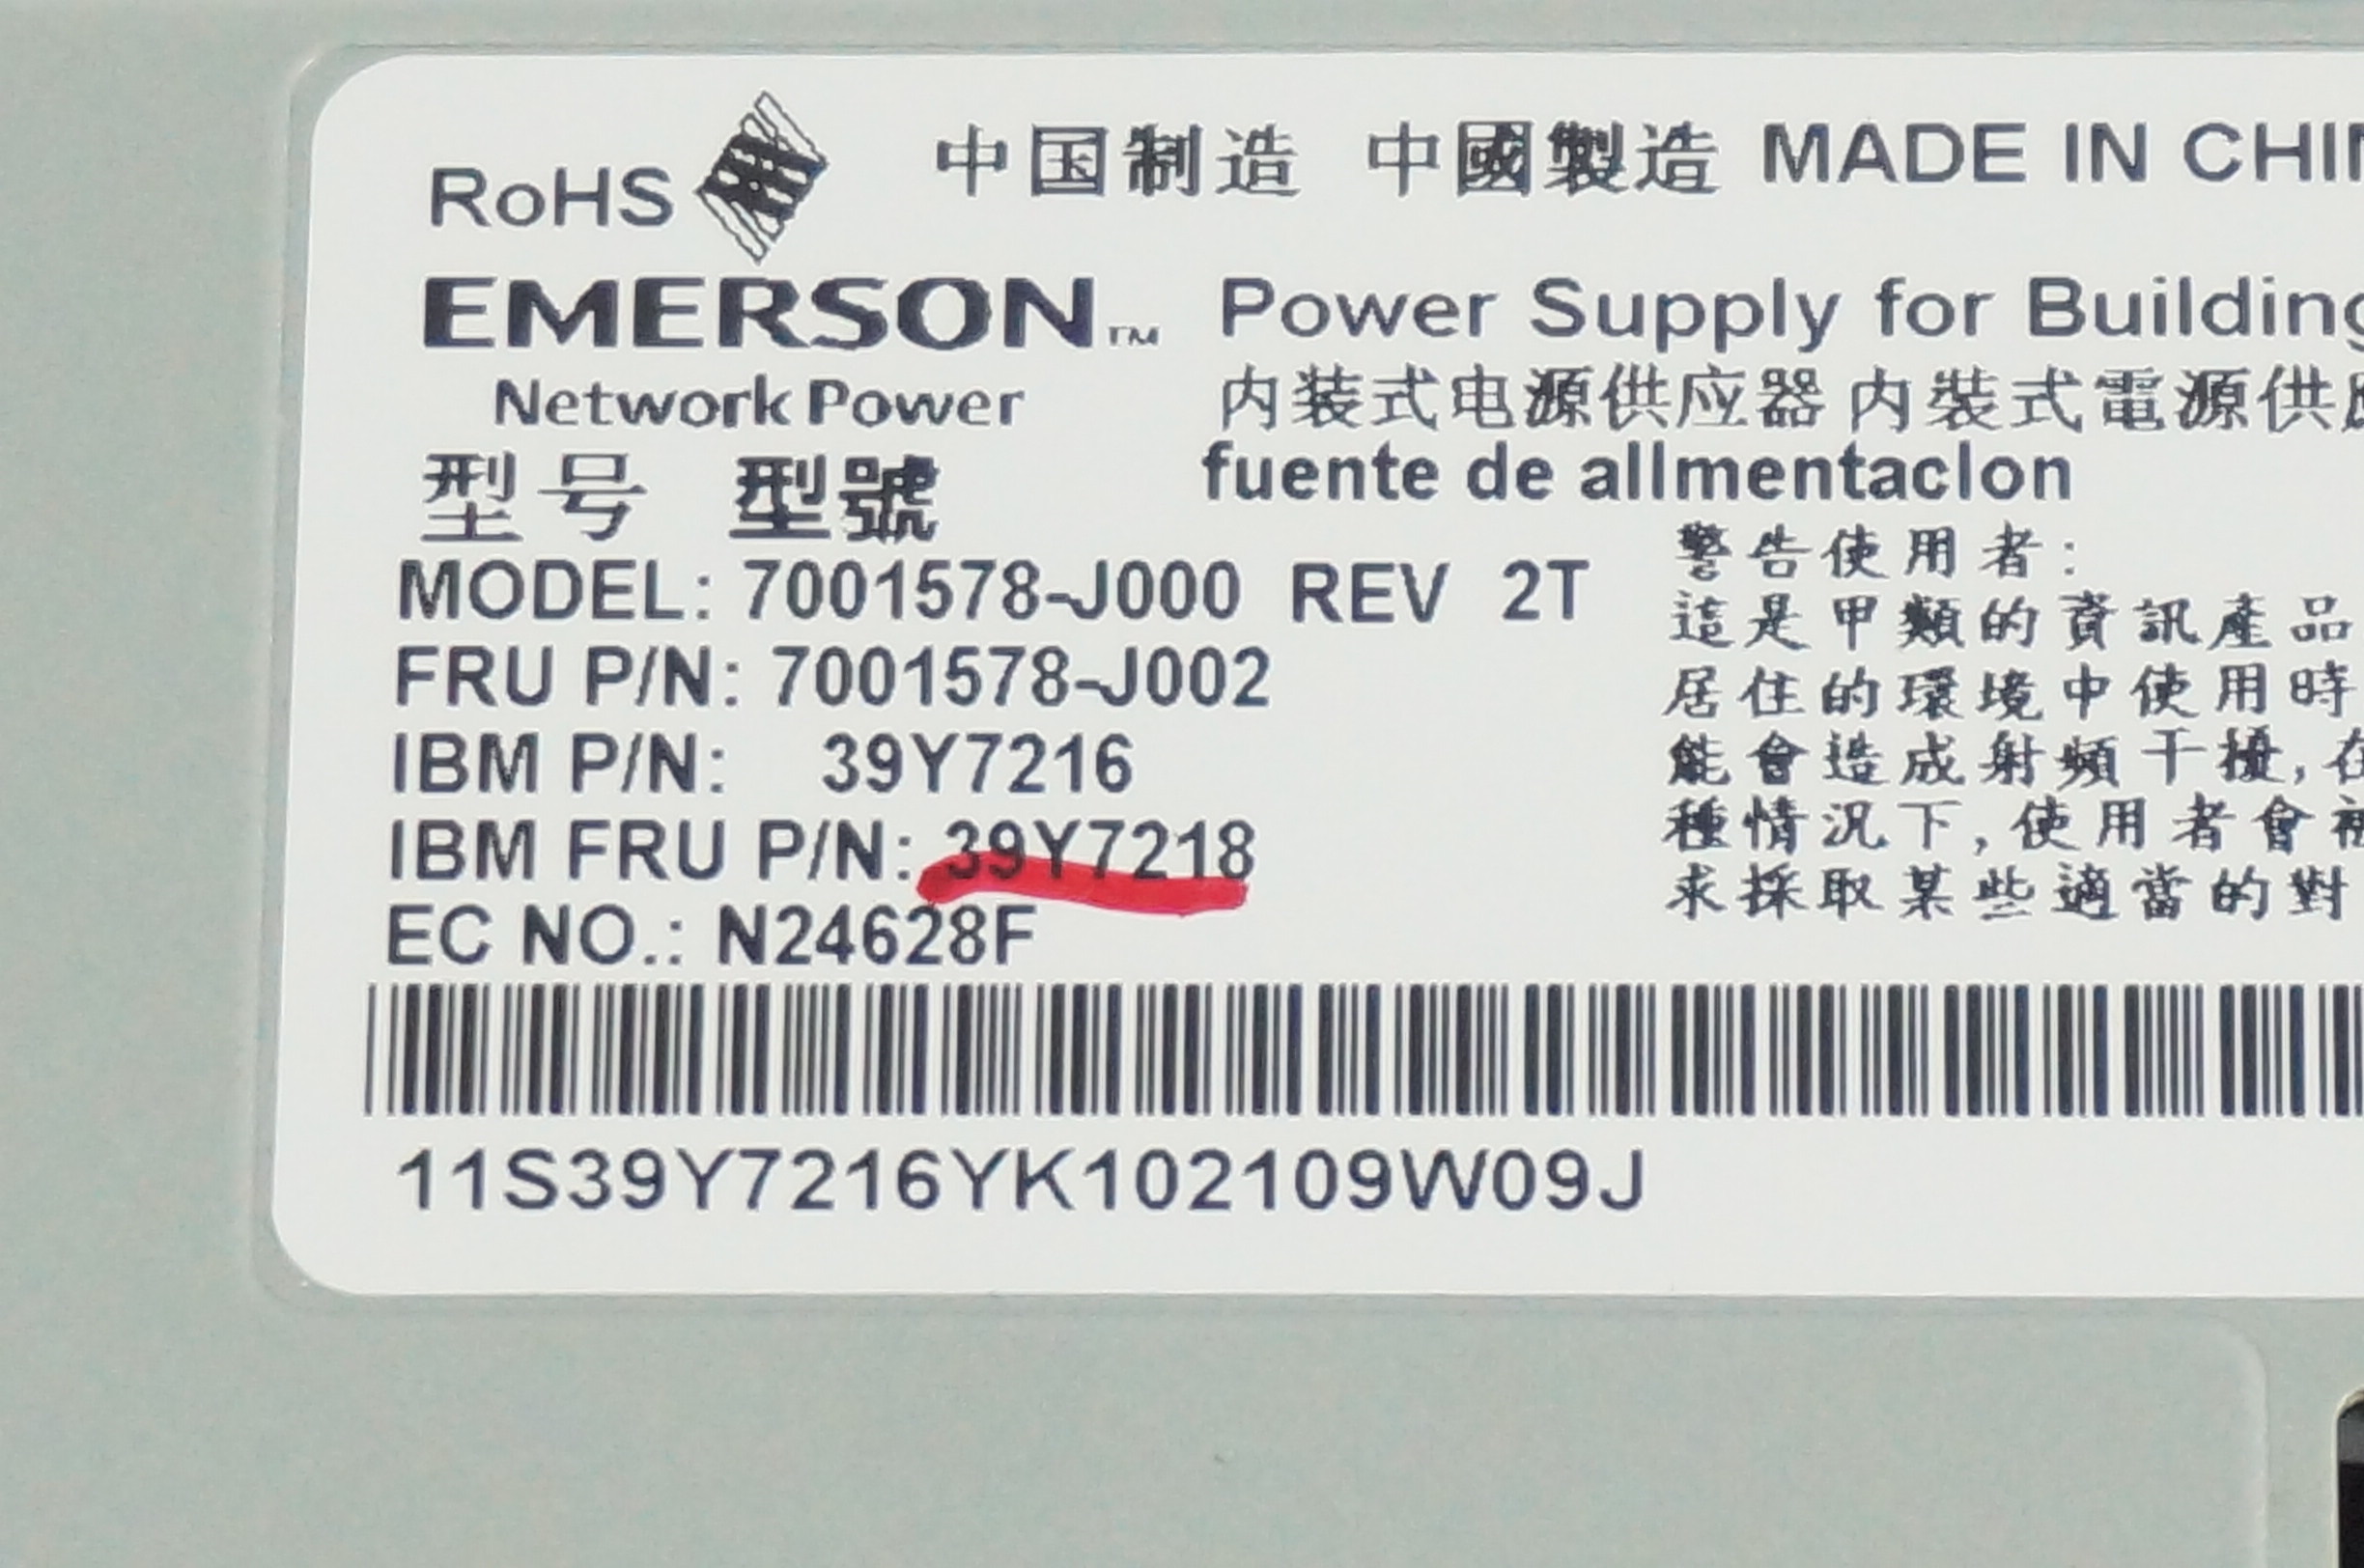 RoHS 中国制造 中國製造 MADE IN CHIN
EMERSON™ Power Supply for Building
Network Power 内装式电源供应器 内裝式電源供應
fuente de alImentacIon
型号 型號
MODEL: 7001578-J000 REV 2T
FRU P/N: 7001578-J002
IBM P/N: 39Y7216
IBM FRU P/N: 39Y7218
EC NO.: N24628F
警告使用者:
這是甲類的資訊產品
居住的環境中使用時
能會造成射頻干擾,在
種情況下,使用者會被
求採取某些適當的對
11S39Y7216YK102109W09J